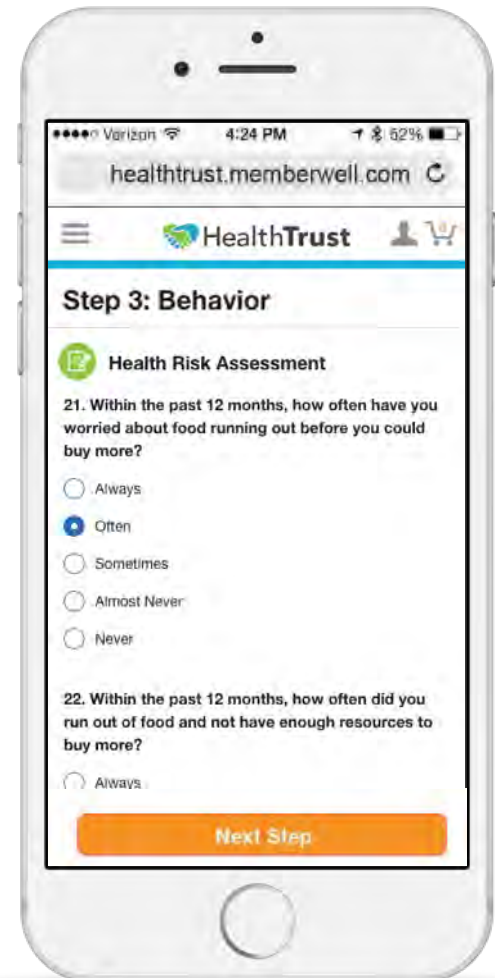 Verizon 4:24 PM 52%
healthtrust.memberwell.com
HealthTrust
Step 3: Behavior
Health Risk Assessment
21. Within the past 12 months, how often have you
worried about food running out before you could
buy more?
Always
Often
Sometimes
Almost Never
Never
22. Within the past 12 months, how often did you
run out of food and not have enough resources to
buy more?
Always
Next Step